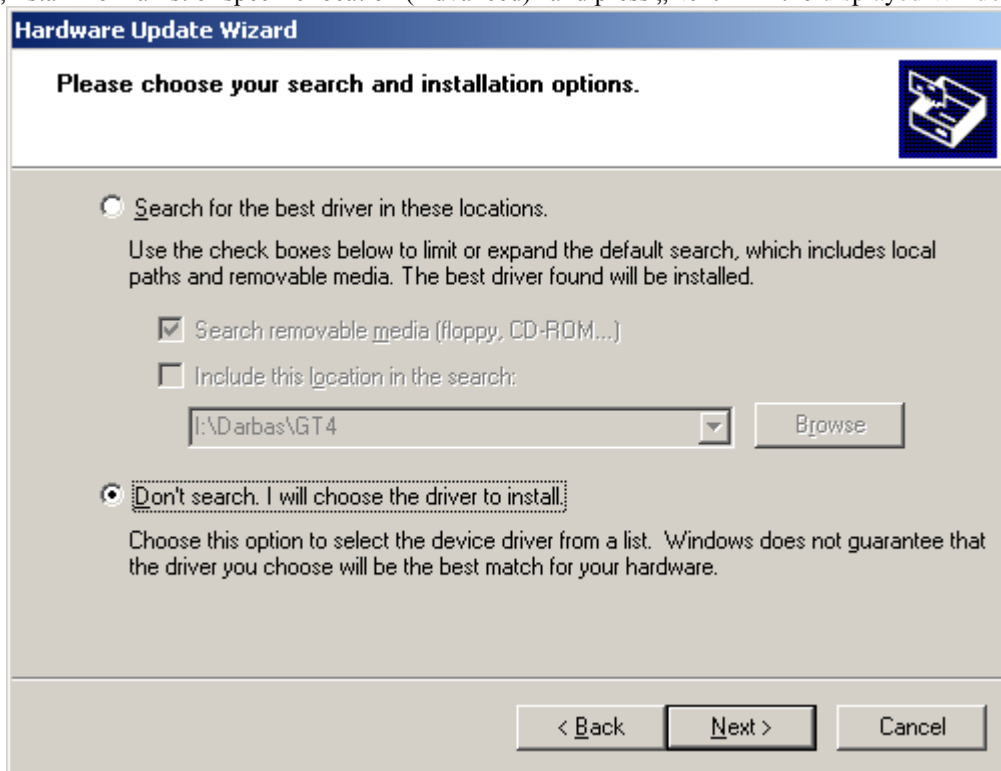 Hardware Update Wizard
Please choose your search and installation options.
Search for the best driver in these locations.
Use the check boxes below to limit or expand the default search, which includes local
paths and removable media. The best driver found will be installed.
Search removable media (floppy, CD-ROM...)
Include this location in the search:
I:\Darbas\GT4
Browse
Don't search. I will choose the driver to install.
Choose this option to select the device driver from a list. Windows does not guarantee that
the driver you choose will be the best match for your hardware.
< Back Next > Cancel